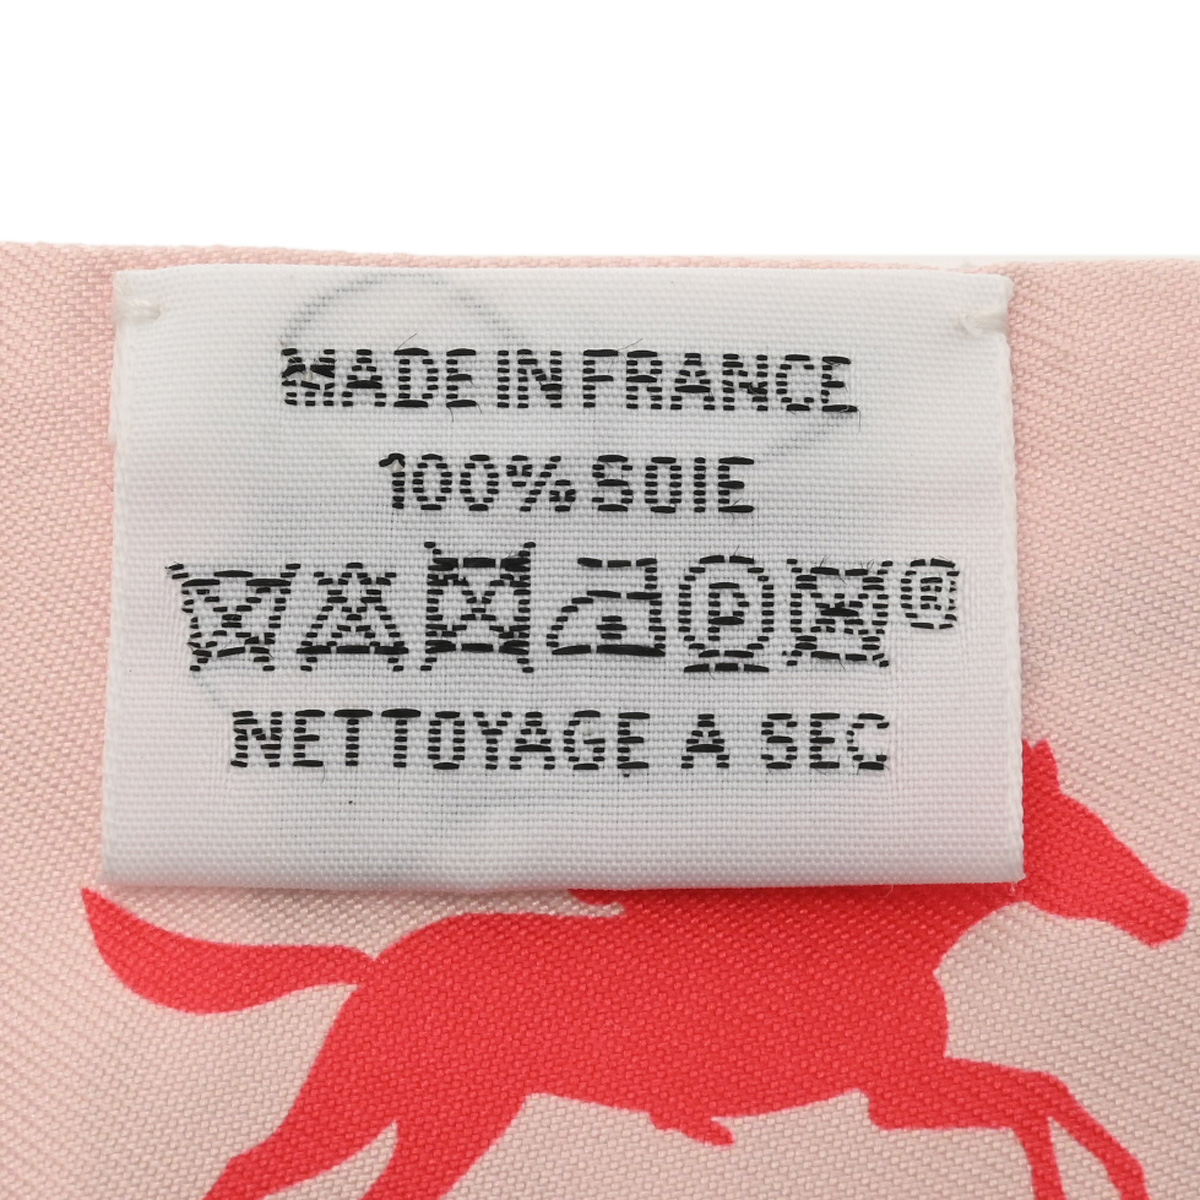 MADE IN FRANCE
100% SOIE
P ®
NETTOYAGE A SEC